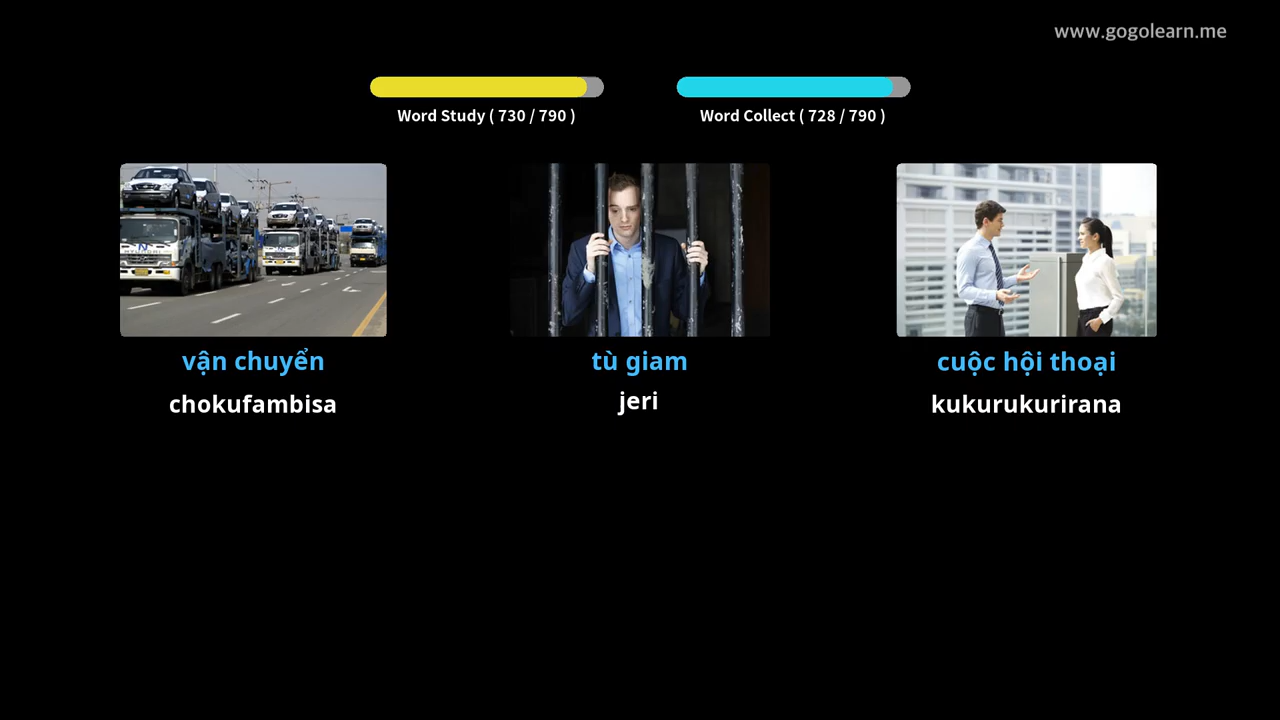 www.gogolearn.me
Word Study ( 730 / 790 )
Word Collect ( 728 / 790 )
vận chuyển
tù giam
cuộc hội thoại
chokufambisa
jeri
kukurukurirana